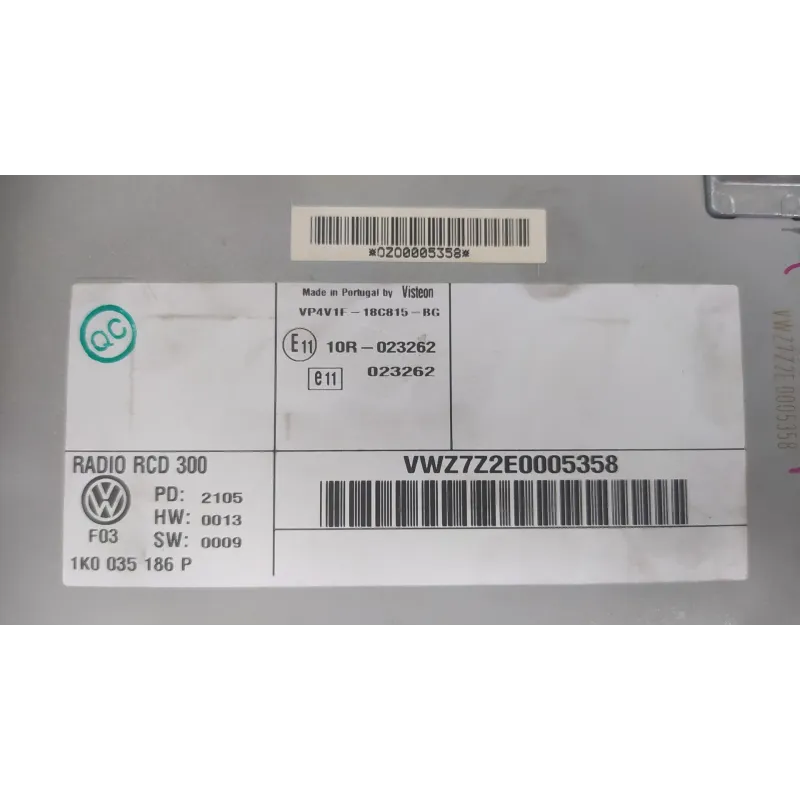 *OZ00005358*
Made in Portugal by Visteon
VP4V1F-18C815-BG
E11 10R-023262
e11 023262
QC
RADIO RCD 300
PD: 2105
HW: 0013
F03
SW: 0009
1K0 035 186 P
VWZ7Z2E0005358
VWZ7Z2E0005358